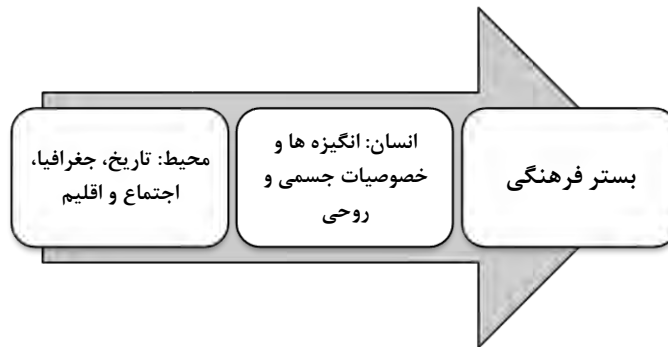 محیط: تاریخ، جغرافیا،
اجتماع و اقلیم
انسان: انگیزه ها و
خصوصیات جسمی و
روحی
بستر فرهنگی